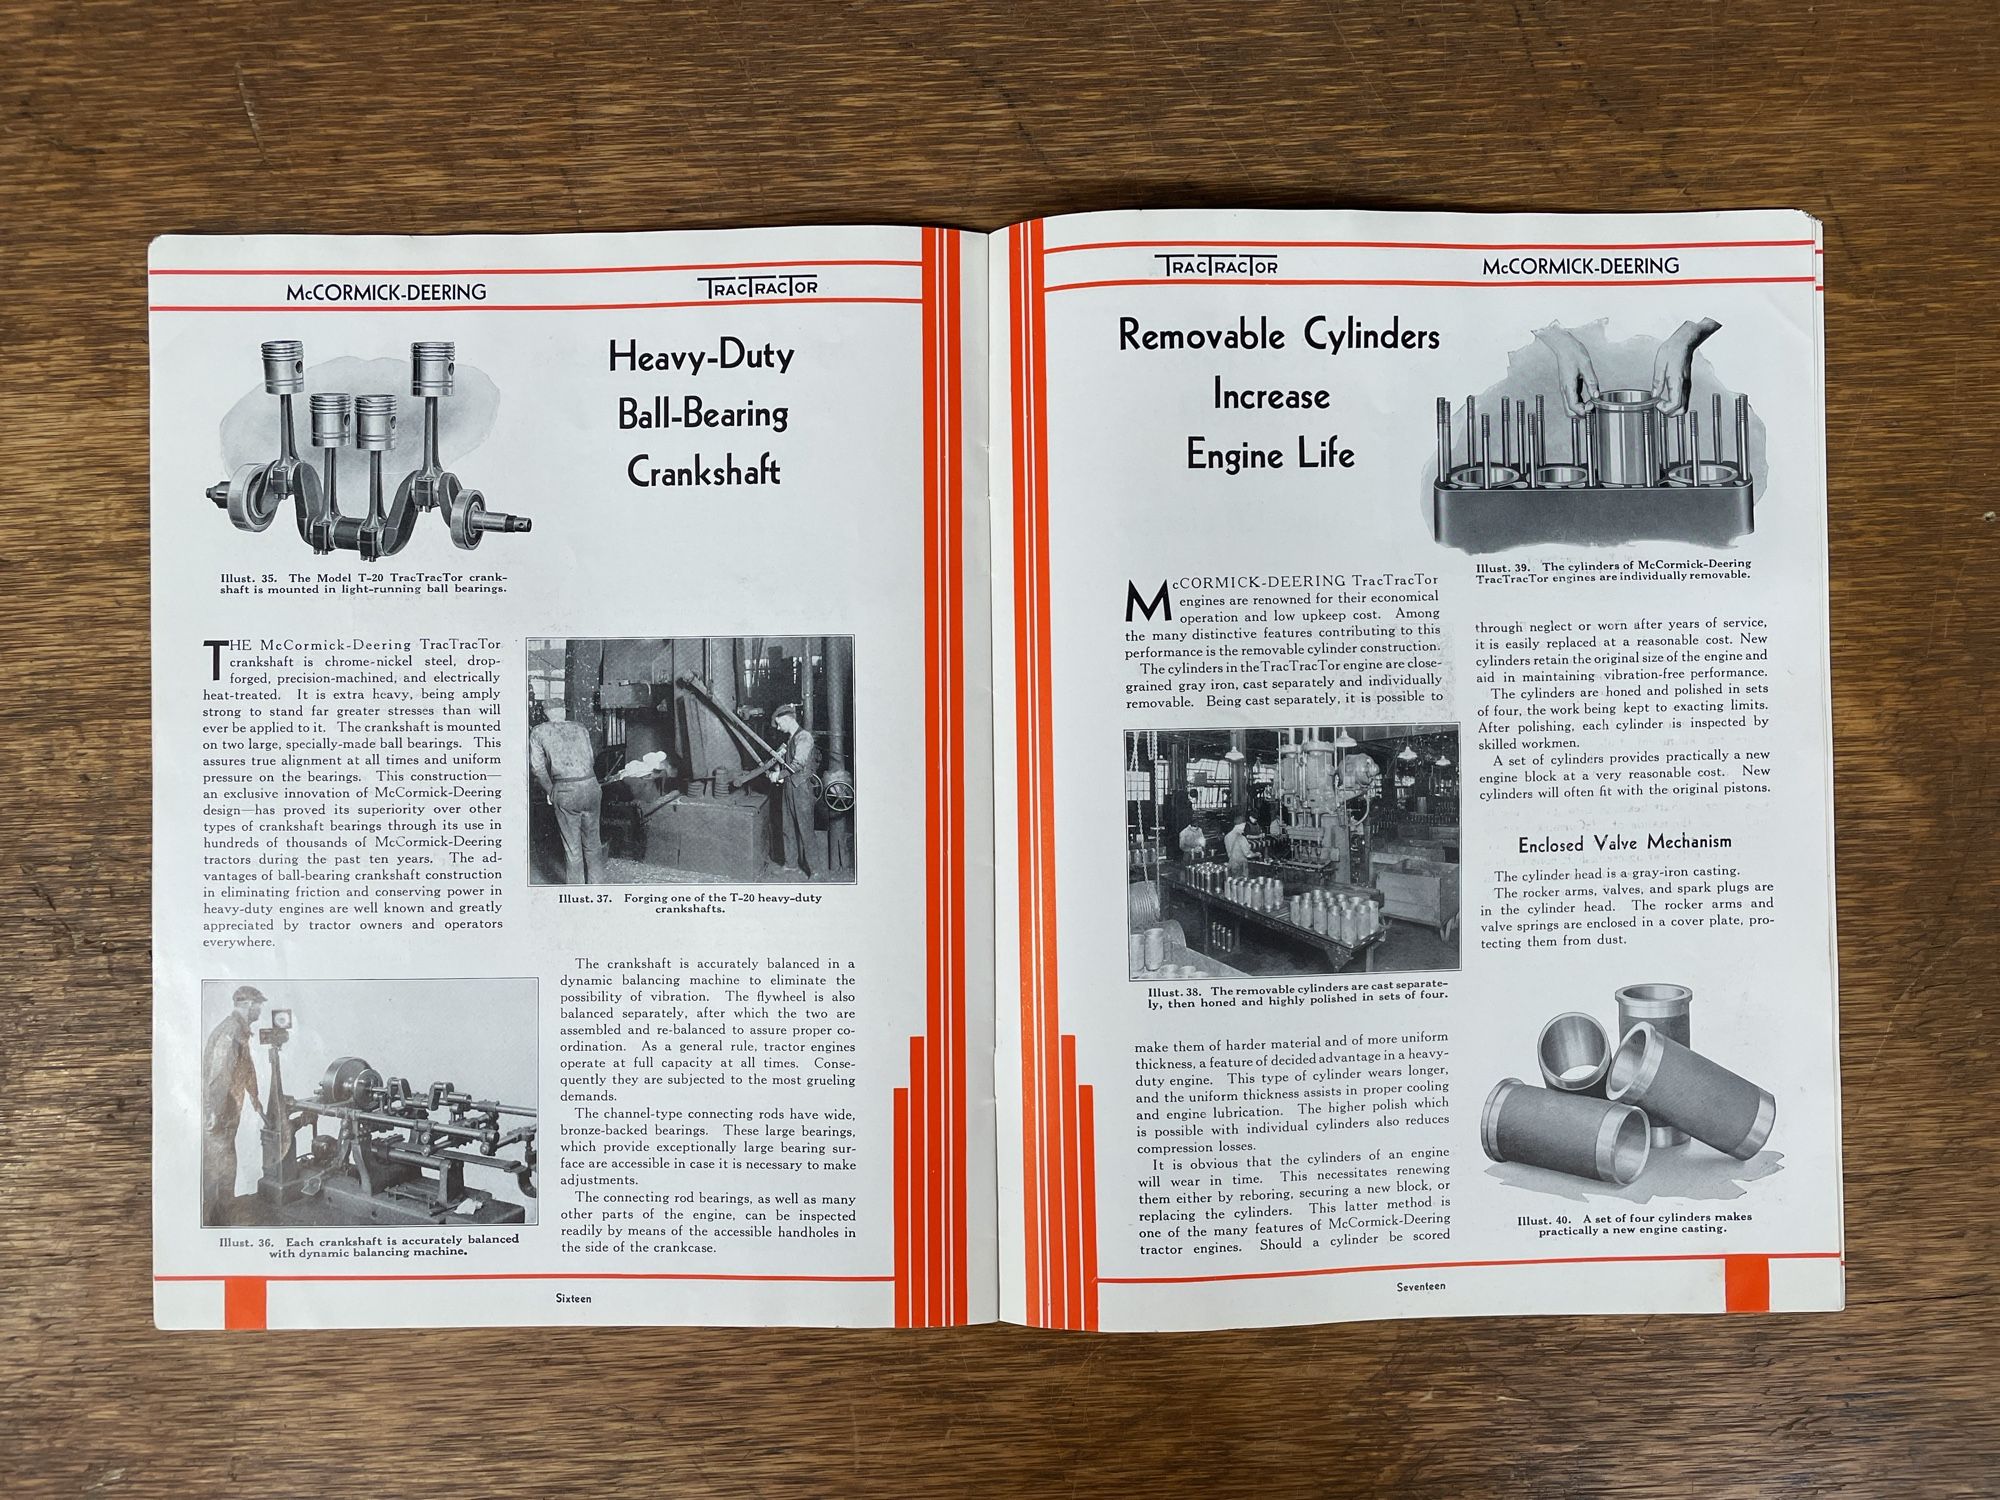 McCORMICK-DEERING
TRACTRACTOR
Heavy-Duty
Ball-Bearing
Crankshaft
Illust. 35. The Model T-20 TracTracTor crank-
shaft is mounted in light-running ball bearings.
THE McCormick-Deering TracTracTor
crankshaft is chrome-nickel steel, drop-
forged, precision-machined, and electrically
heat-treated. It is extra heavy, being amply
strong to stand far greater stresses than will
ever be applied to it. The crankshaft is mounted
on two large, specially-made ball bearings. This
assures true alignment at all times and uniform
pressure on the bearings. This construction—
an exclusive innovation of McCormick-Deering
design—has proved its superiority over other
types of crankshaft bearings through its use in
hundreds of thousands of McCormick-Deering
tractors during the past ten years. The ad-
vantages of ball-bearing crankshaft construction
in eliminating friction and conserving power in
heavy-duty engines are well known and greatly
appreciated by tractor owners and operators
everywhere.
Illust. 36. Each crankshaft is accurately balanced
with dynamic balancing machine.
Illust. 37. Forging one of the T-20 heavy-duty
crankshafts.
The crankshaft is accurately balanced in a
dynamic balancing machine to eliminate the
possibility of vibration. The flywheel is also
balanced separately, after which the two are
assembled and re-balanced to assure proper co-
ordination. As a general rule, tractor engines
operate at full capacity at all times. Conse-
quently they are subjected to the most grueling
demands.
The channel-type connecting rods have wide,
bronze-backed bearings. These large bearings,
which provide exceptionally large bearing sur-
face are accessible in case it is necessary to make
adjustments.
The connecting rod bearings, as well as many
other parts of the engine, can be inspected
readily by means of the accessible handholes in
the side of the crankcase.
Sixteen
TRACTRACTOR
McCORMICK-DEERING
Removable Cylinders
Increase
Engine Life
Illust. 39. The cylinders of McCormick-Deering
TracTracTor engines are individually removable.
McCORMICK-DEERING TracTracTor
engines are renowned for their economical
operation and low upkeep cost. Among
the many distinctive features contributing to this
performance is the removable cylinder construction.
The cylinders in the TracTracTor engine are close-
grained gray iron, cast separately and individually
removable. Being cast separately, it is possible to
Illust. 38. The removable cylinders are cast separate-
ly, then honed and highly polished in sets of four.
make them of harder material and of more uniform
thickness, a feature of decided advantage in a heavy-
duty engine. This type of cylinder wears longer,
and the uniform thickness assists in proper cooling
and engine lubrication. The higher polish which
is possible with individual cylinders also reduces
compression losses.
It is obvious that the cylinders of an engine
will wear in time. This necessitates renewing
them either by reboring, securing a new block, or
replacing the cylinders. This latter method is
one of the many features of McCormick-Deering
tractor engines. Should a cylinder be scored
through neglect or worn after years of service,
it is easily replaced at a reasonable cost. New
cylinders retain the original size of the engine and
aid in maintaining vibration-free performance.
The cylinders are honed and polished in sets
of four, the work being kept to exacting limits.
After polishing, each cylinder is inspected by
skilled workmen.
A set of cylinders provides practically a new
engine block at a very reasonable cost. New
cylinders will often fit with the original pistons.
Enclosed Valve Mechanism
The cylinder head is a gray-iron casting.
The rocker arms, valves, and spark plugs are
in the cylinder head. The rocker arms and
valve springs are enclosed in a cover plate, pro-
tecting them from dust.
Illust. 40. A set of four cylinders makes
practically a new engine casting.
Seventeen